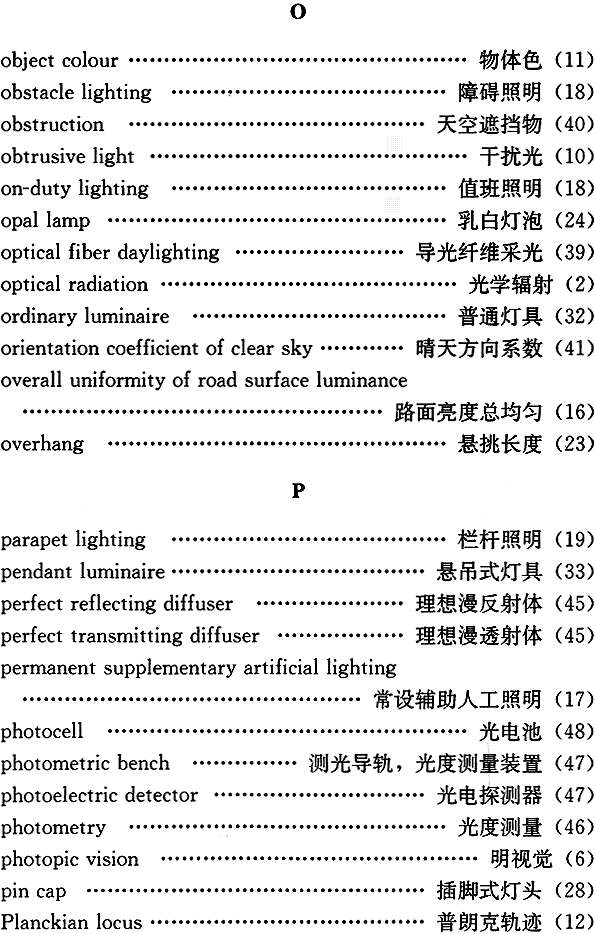 O
object colour ……………………………………… 物体色（11）
obstacle lighting ……………………………… 障碍照明（18）
obstruction ………………………………… 天空遮挡物（40）
obtrusive light …………………………………… 干扰光（10）
on-duty lighting ……………………………… 值班照明（18）
opal lamp ……………………………………… 乳白灯泡（24）
optical fiber daylighting ………………… 导光纤维采光（39）
optical radiation ………………………………… 光学辐射（2）
ordinary luminaire …………………………… 普通灯具（32）
orientation coefficient of clear sky ………… 晴天方向系数（41）
overall uniformity of road surface luminance
………………………………………… 路面亮度总均匀（16）
overhang ……………………………………… 悬挑长度（23）
P
parapet lighting ……………………………… 栏杆照明（19）
pendant luminaire …………………………… 悬吊式灯具（33）
perfect reflecting diffuser ……………… 理想漫反射体（45）
perfect transmitting diffuser …………… 理想漫透射体（45）
permanent supplementary artificial lighting
……………………………………… 常设辅助人工照明（17）
photocell ………………………………………… 光电池（48）
photometric bench ………… 测光导轨，光度测量装置（47）
photoelectric detector ……………………… 光电探测器（47）
photometry …………………………………… 光度测量（46）
photopic vision …………………………………… 明视觉（6）
pin cap ……………………………………… 插脚式灯头（28）
Planckian locus ……………………………… 普朗克轨迹（12）